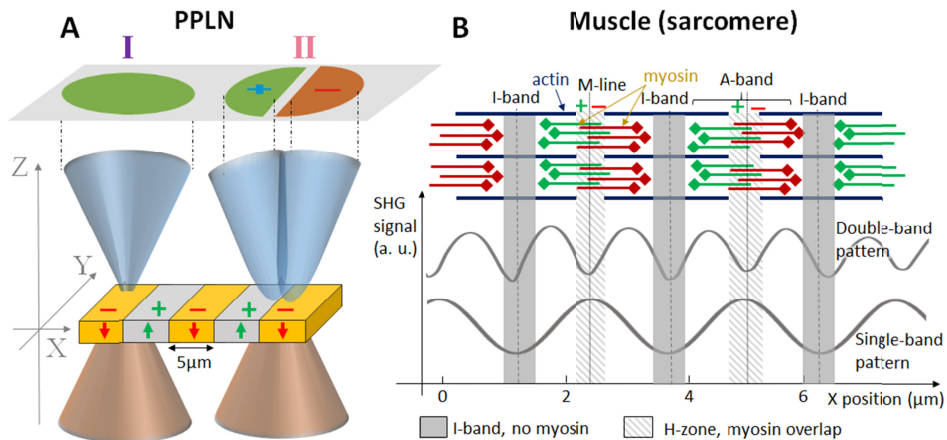 A
PPLN
I
II
+
−
Z
Y
X
−
+
−
+
−
5μm
B
Muscle (sarcomere)
actin
M-line
myosin
A-band
I-band
+ −
I-band
+ −
I-band
SHG
signal
(a. u.)
Double-band
pattern
Single-band
pattern
0
2
4
6
X position (μm)
I-band, no myosin
H-zone, myosin overlap